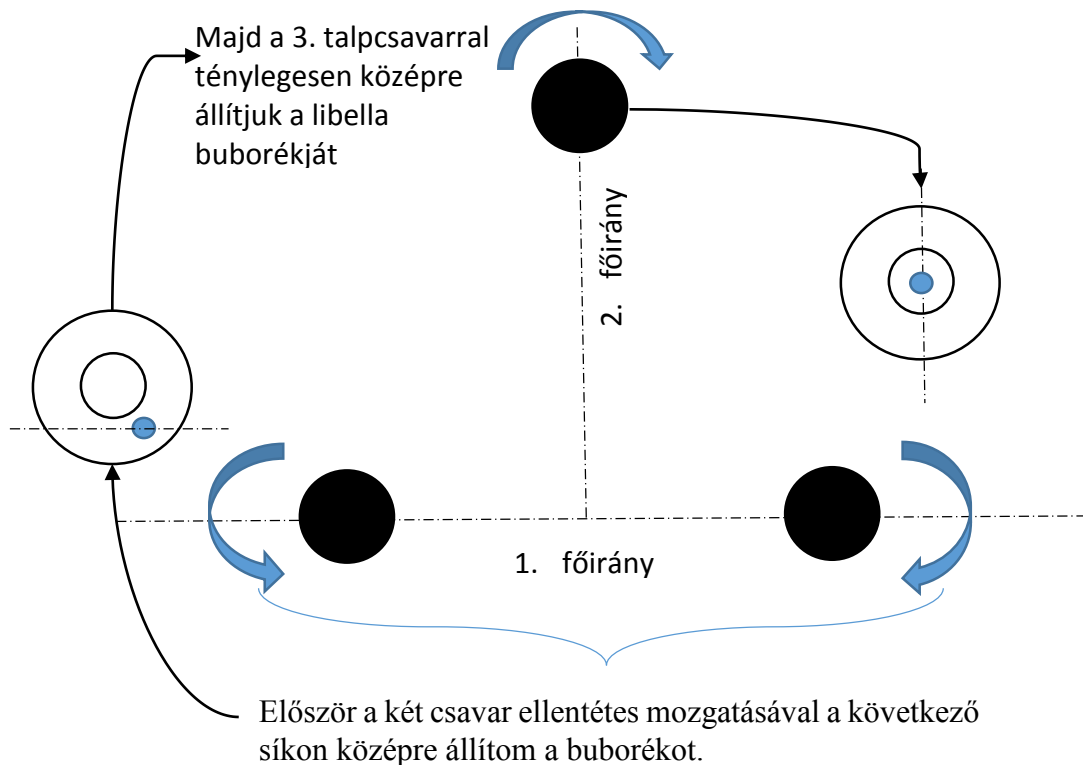 Majd a 3. talpcsavarral
ténylegesen középre
állítjuk a libella
buborékját
2. főirány
1. főirány
Először a két csavar ellentétes mozgatásával a következő
síkon középre állítom a buborékot.